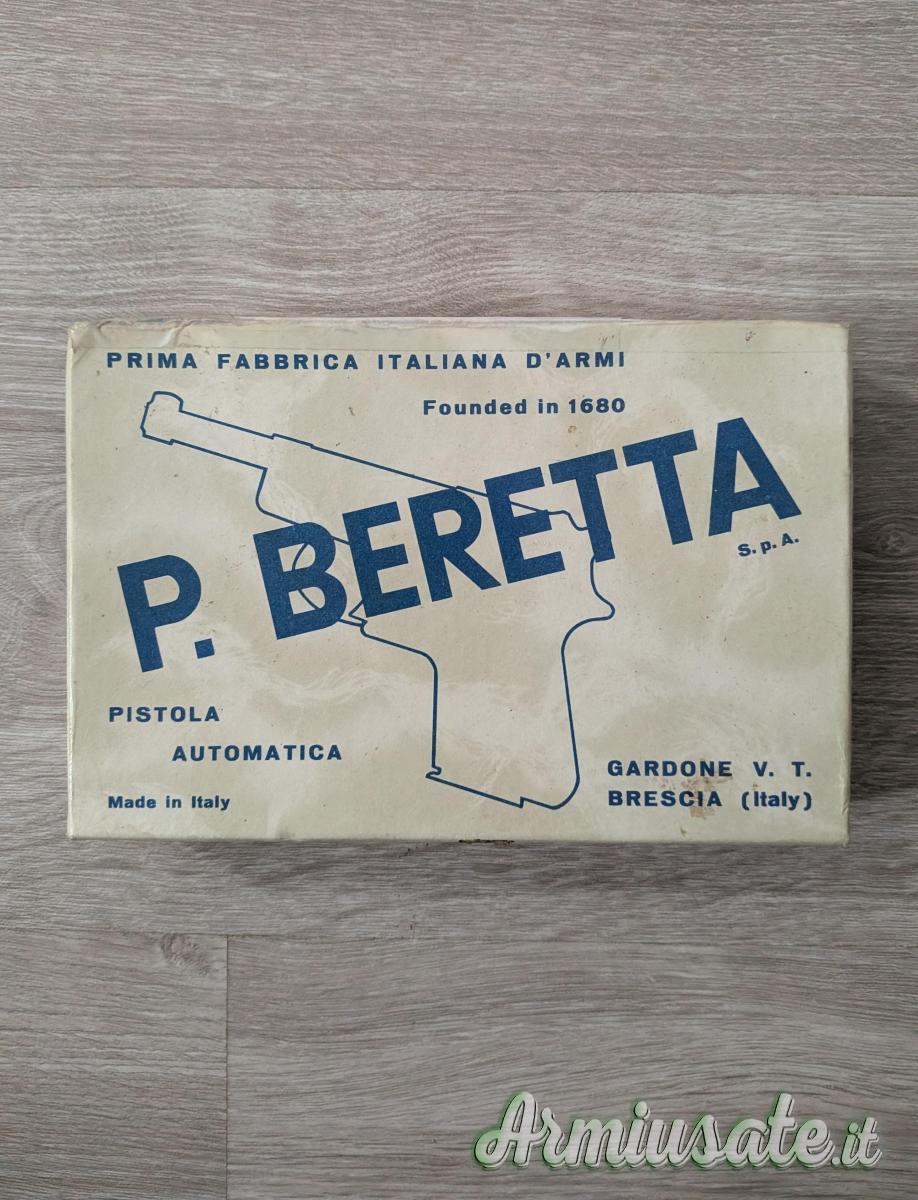 PRIMA FABBRICA ITALIANA D'ARMI
Founded in 1680
P. BERETTA
S.p.A.
PISTOLA
AUTOMATICA
Made in Italy
GARDONE V. T.
BRESCIA (Italy)
Armiusate.it